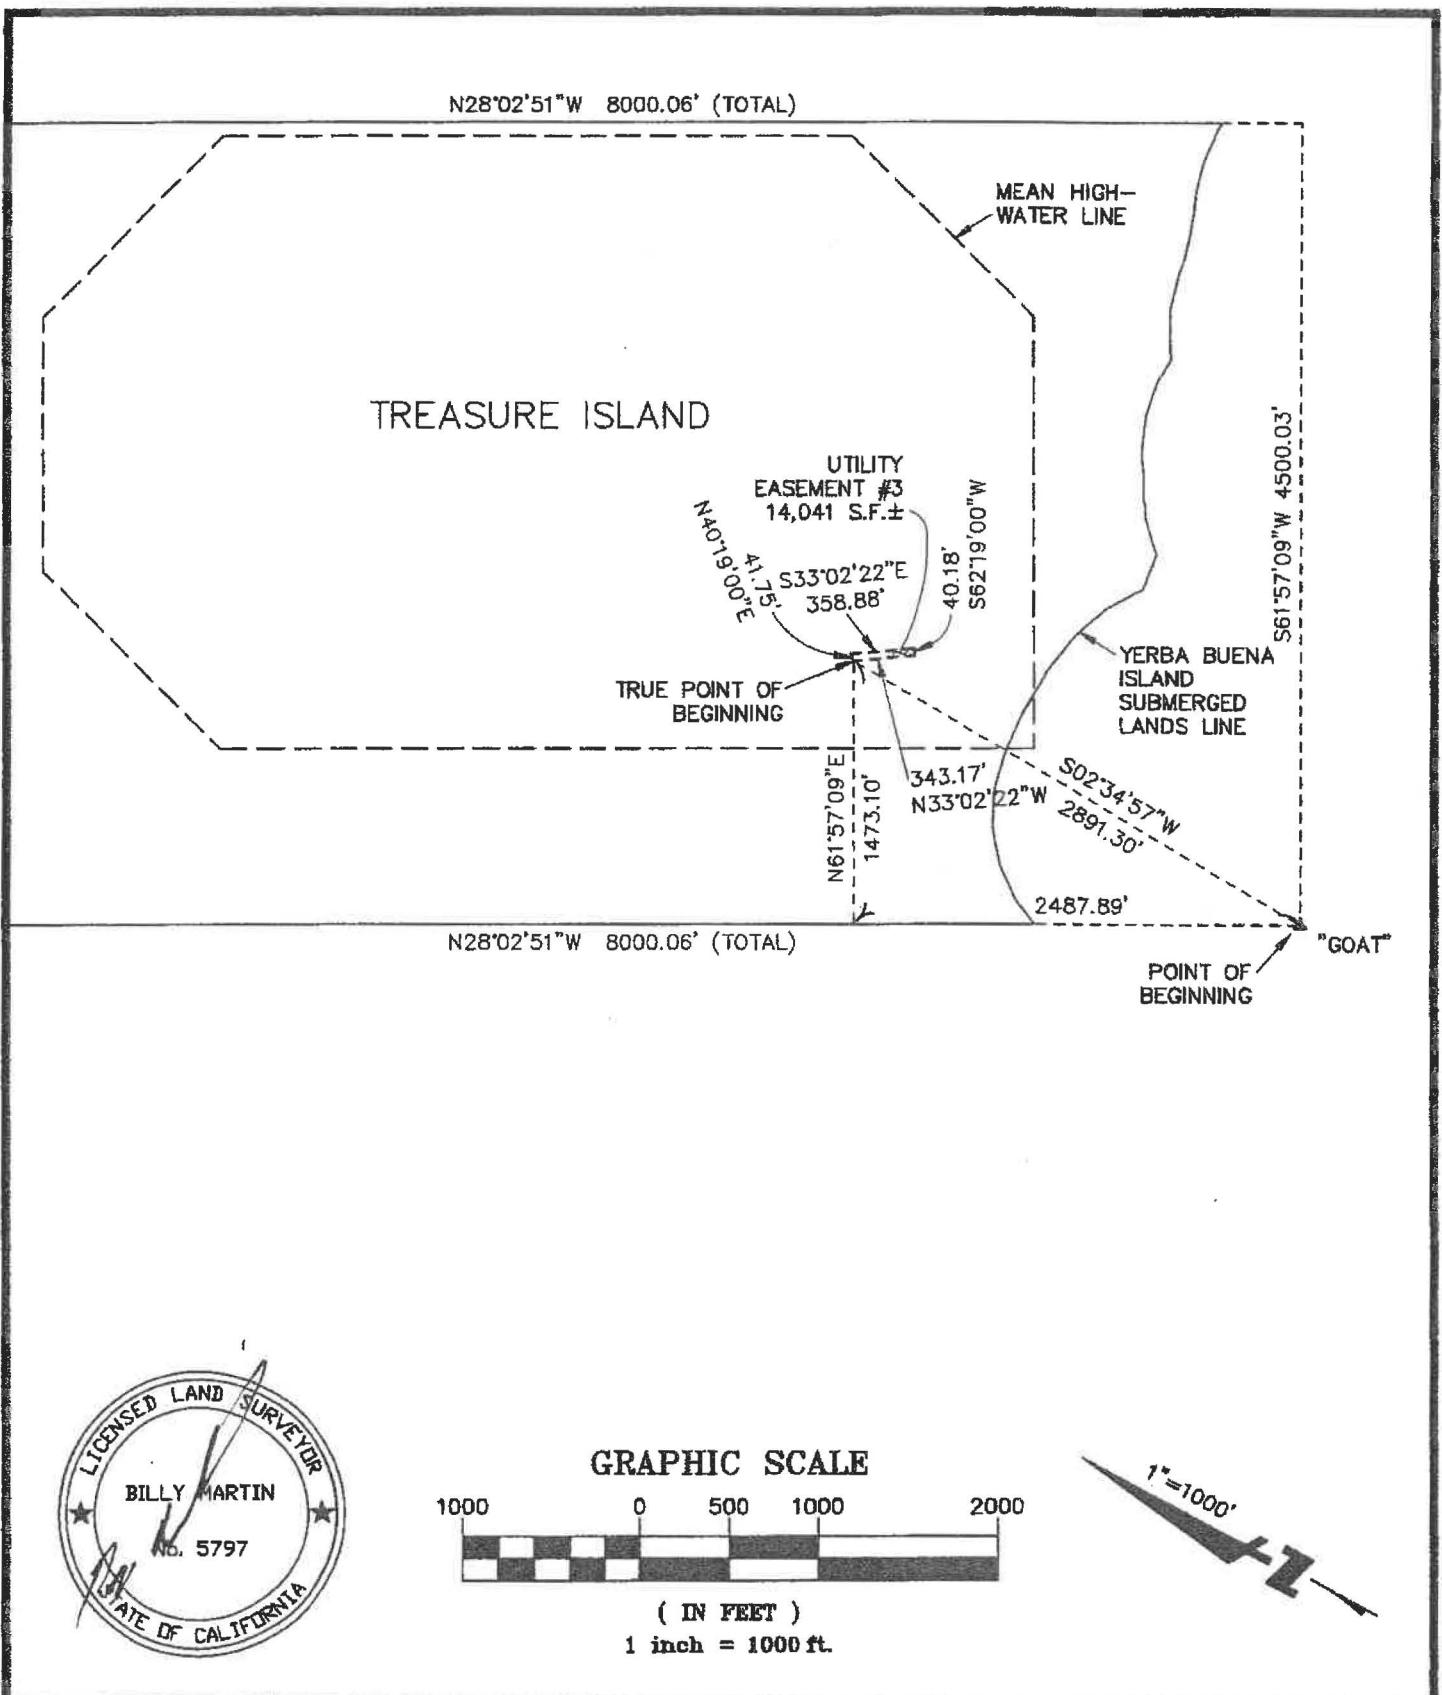 N28°02'51"W 8000.06' (TOTAL)
MEAN HIGH-
WATER LINE
TREASURE ISLAND
UTILITY
EASEMENT #3
14,041 S.F.±
N40°19'00"E
41.75'
S33°02'22"E
358.88'
40.18'
S62°19'00"W
S61°57'09"W 4500.03'
TRUE POINT OF
BEGINNING
YERBA BUENA
ISLAND
SUBMERGED
LANDS LINE
N61°57'09"E
1473.10'
343.17'
N33°02'22"W
S02°34'57"W
2891.30'
2487.89'
N28°02'51"W 8000.06' (TOTAL)
"GOAT"
POINT OF
BEGINNING
LICENSED LAND SURVEYOR
BILLY MARTIN
No. 5797
STATE OF CALIFORNIA
GRAPHIC SCALE
1000 0 500 1000 2000
( IN FEET )
1 inch = 1000 ft.
1"=1000'
N